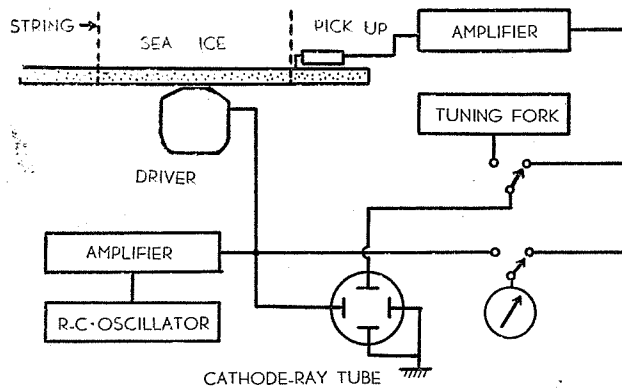 STRING
SEA ICE
PICK UP
AMPLIFIER
TUNING FORK
DRIVER
AMPLIFIER
R-C·OSCILLATOR
CATHODE-RAY TUBE